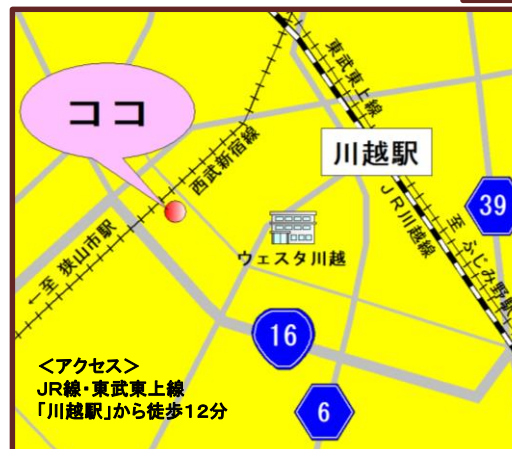 ココ
東武東上線
川越駅
西武新宿線
JR川越線
39
←至 狭山市駅
ウェスタ川越
至 ふじみ野駅
16
<アクセス>
JR線・東武東上線
「川越駅」から徒歩12分
6